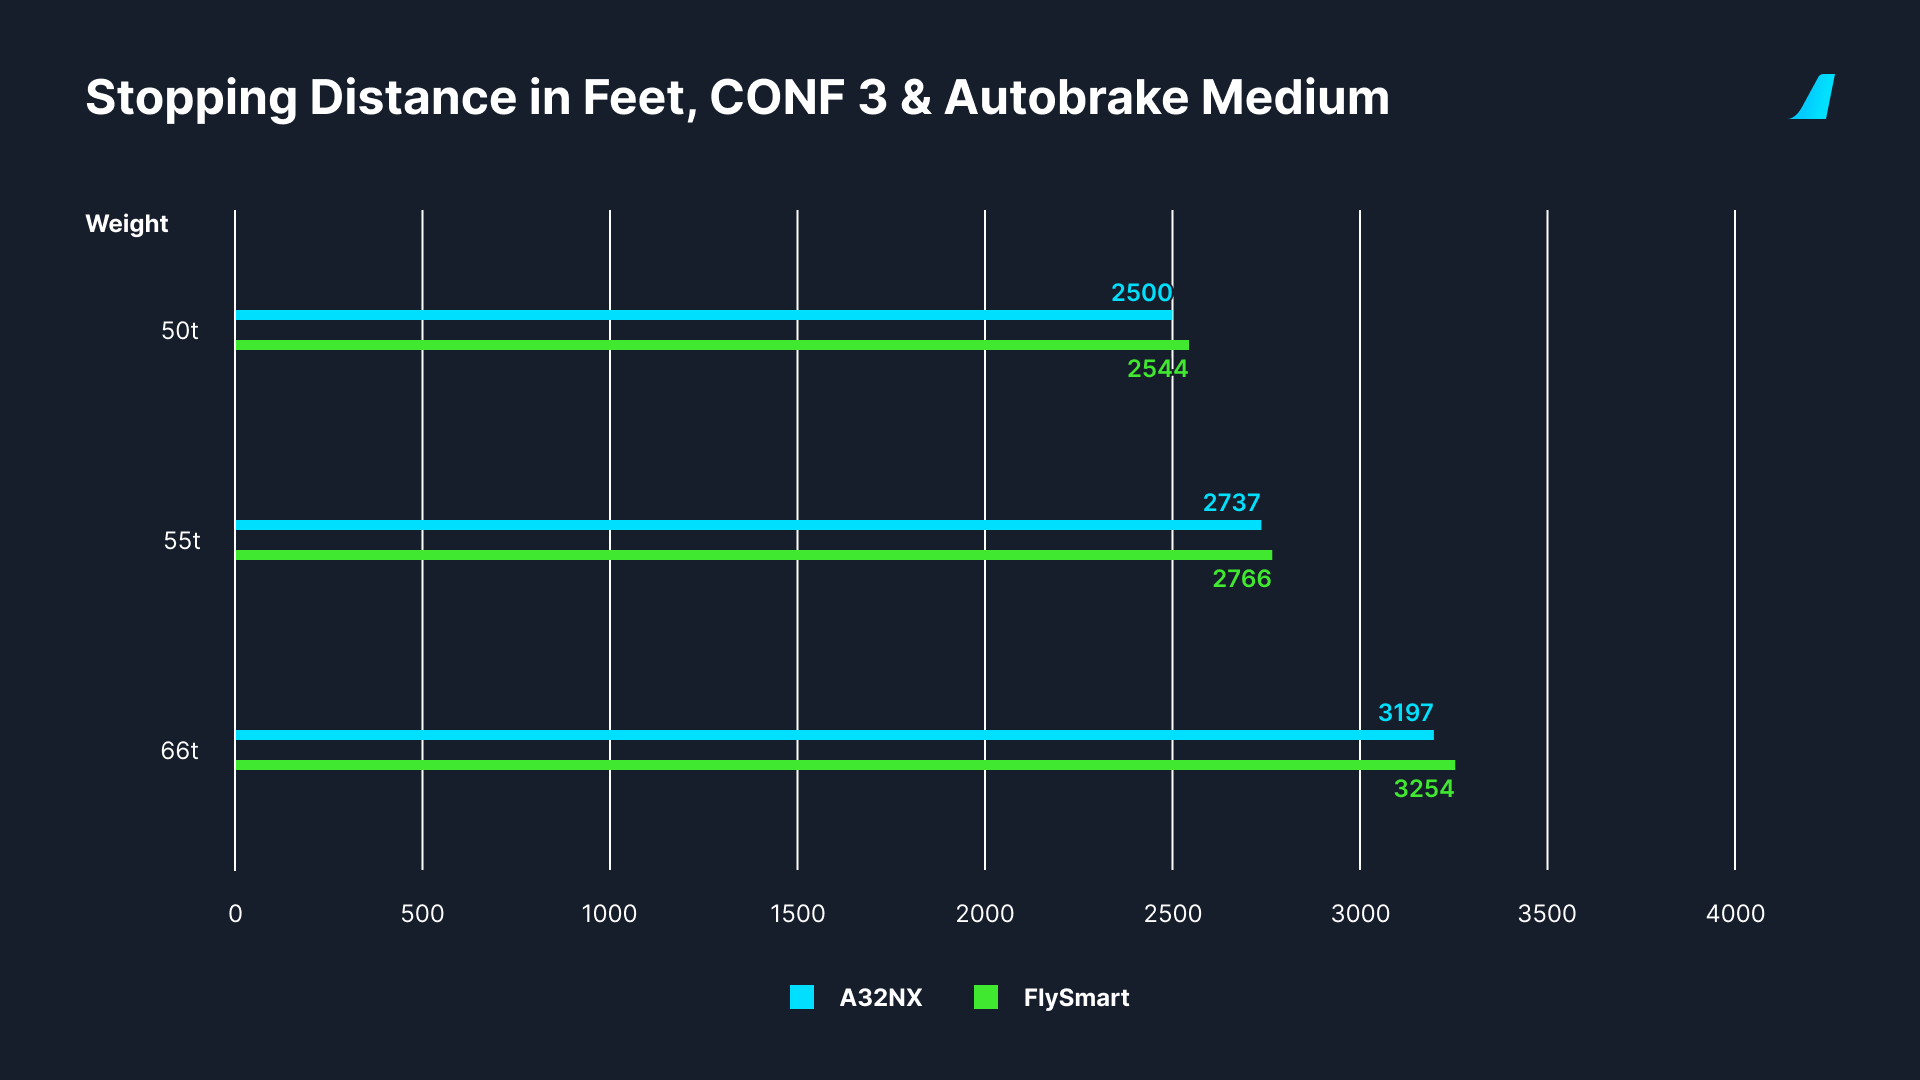 Stopping Distance in Feet, CONF 3 & Autobrake Medium
Weight
2500
50t
2544
2737
55t
2766
3197
66t
3254
0 500 1000 1500 2000 2500 3000 3500 4000
A32NX FlySmart